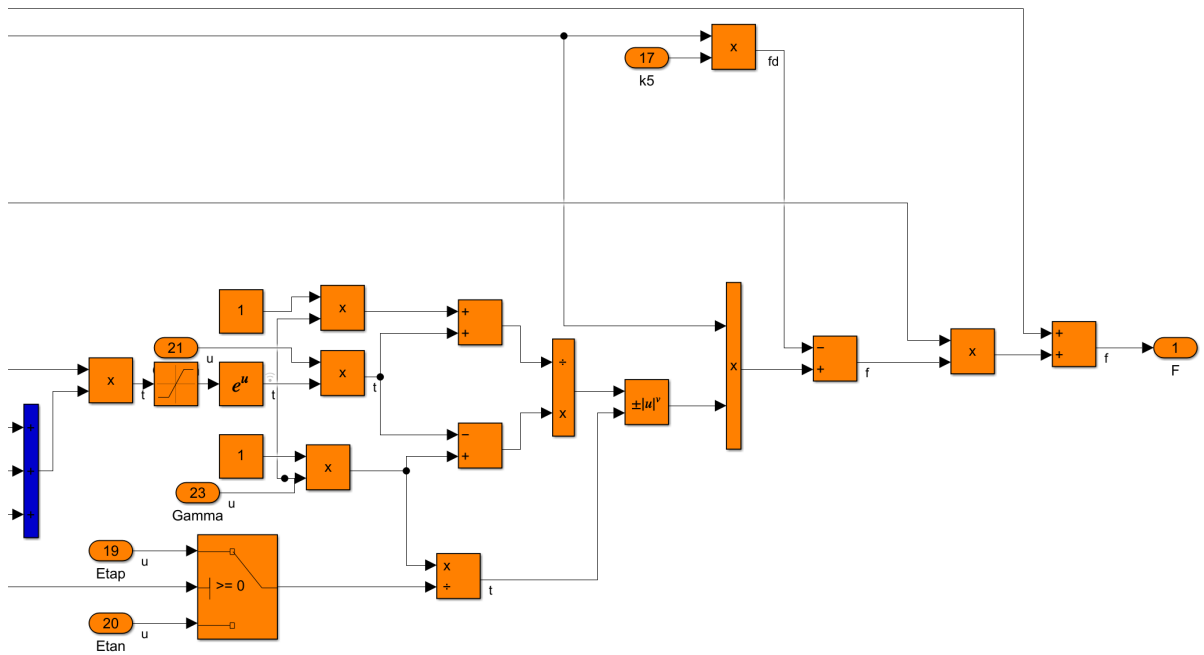 x
17
k5
fd
1
x
+
+
21
u
x
t
e^u
t
x
t
÷
x
±|u|^v
x
−
+
f
x
+
+
f
1
F
1
x
−
+
23
u
Gamma
+
+
+
19
u
Etap
>= 0
x
÷
t
20
u
Etan